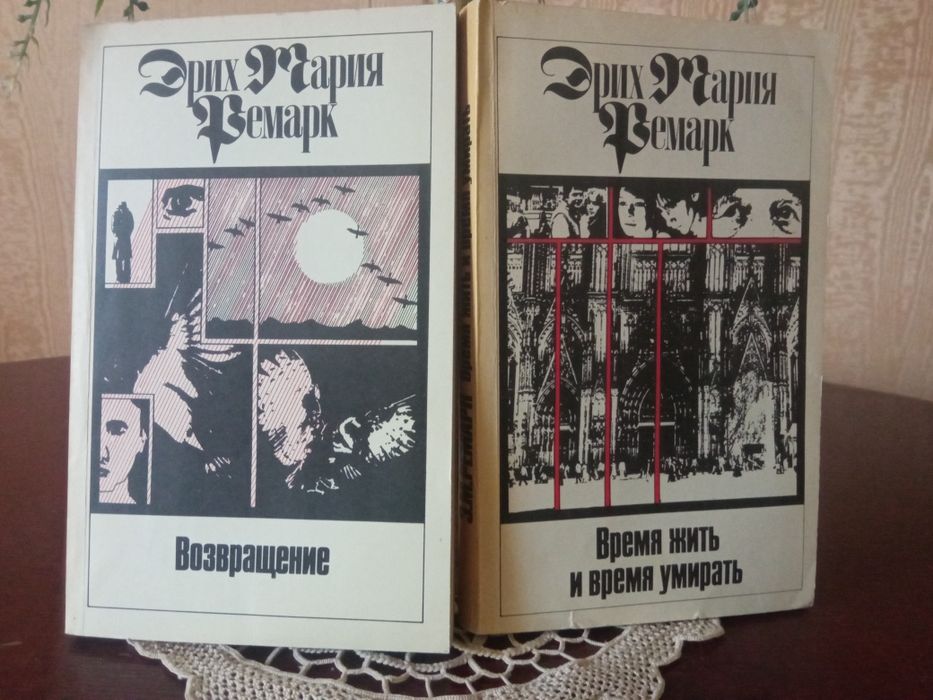 Эрих Мария
Ремарк
Возвращение
Эрих Мария
Ремарк
Время жить
и время умирать
Э.М.РЕМАРК Время жить и время умирать